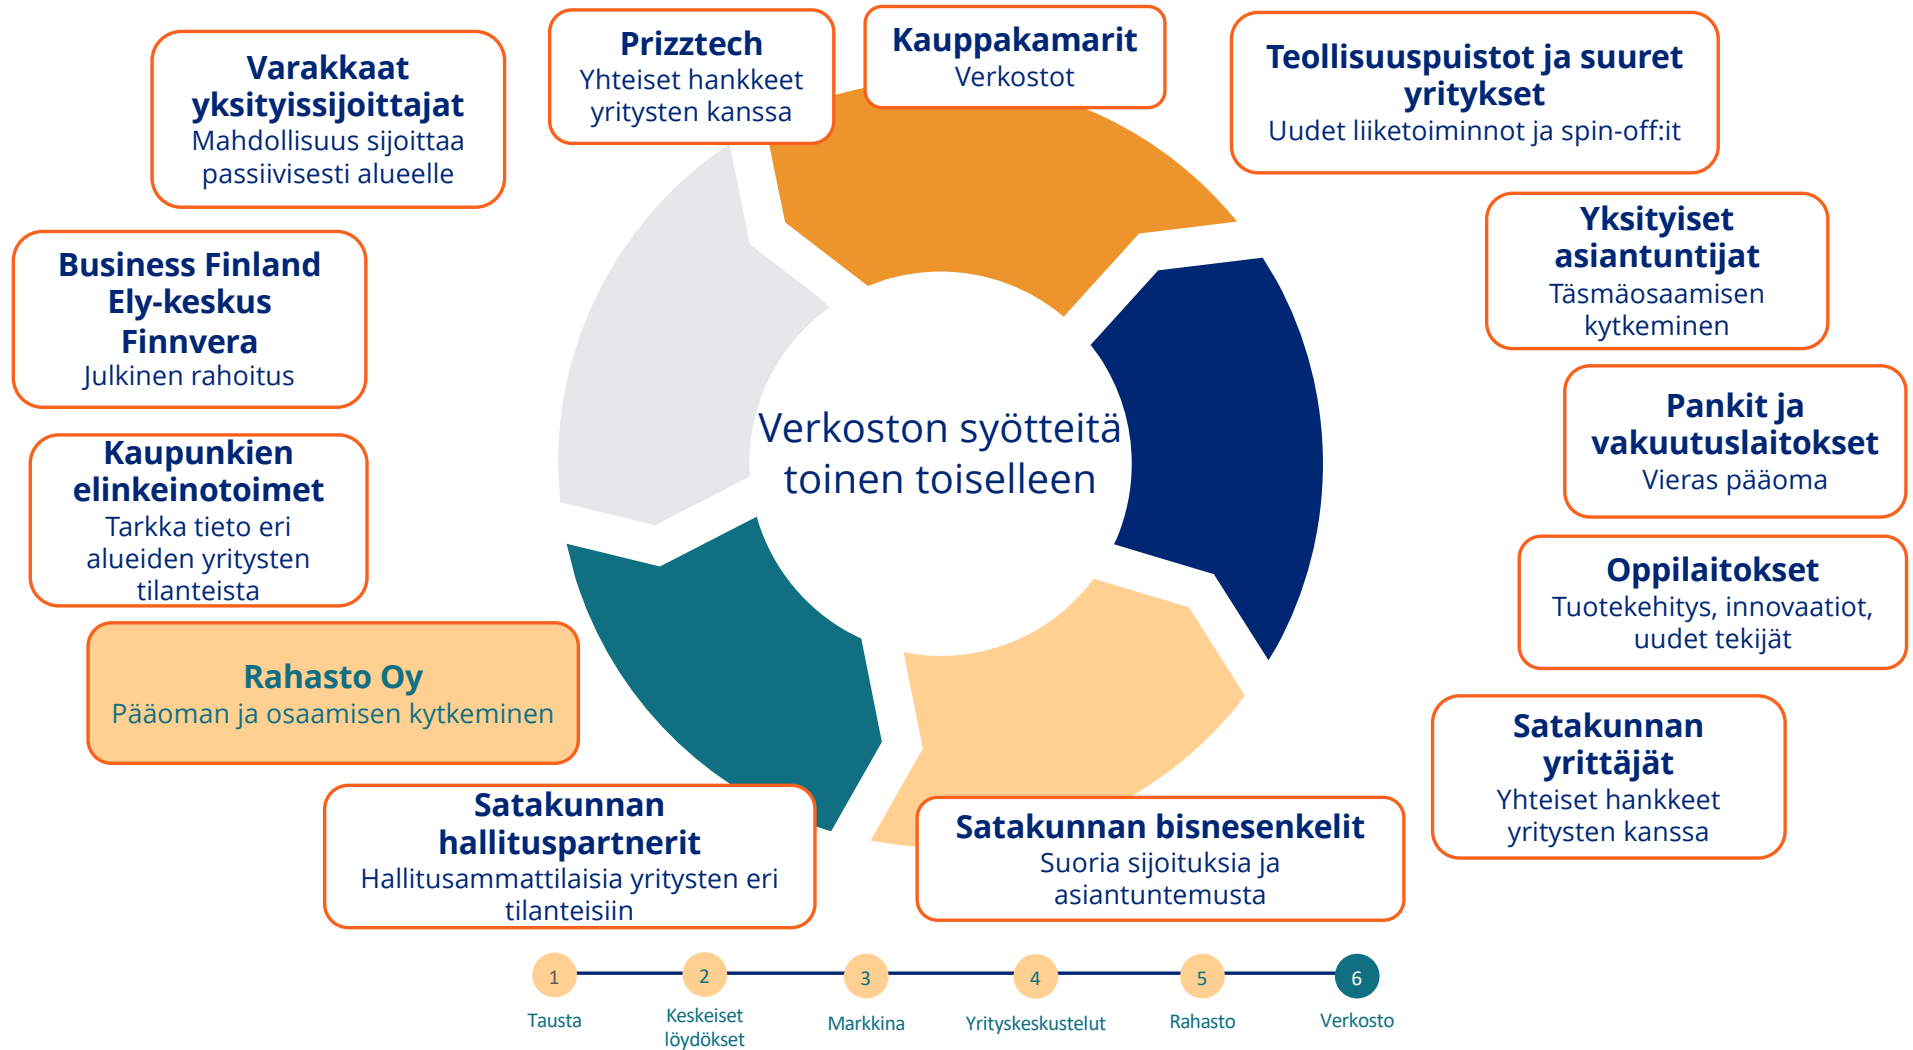 Varakkaat
yksityissijoittajat
Mahdollisuus sijoittaa
passiivisesti alueelle
Prizztech
Yhteiset hankkeet
yritysten kanssa
Kauppakamarit
Verkostot
Teollisuuspuistot ja suuret
yritykset
Uudet liiketoiminnot ja spin-off:it
Yksityiset
asiantuntijat
Täsmäosaamisen
kytkeminen
Business Finland
Ely-keskus
Finnvera
Julkinen rahoitus
Pankit ja
vakuutuslaitokset
Vieras pääoma
Verkoston syötteitä
toinen toiselleen
Kaupunkien
elinkeinotoimet
Tarkka tieto eri
alueiden yritysten
tilanteista
Oppilaitokset
Tuotekehitys, innovaatiot,
uudet tekijät
Rahasto Oy
Pääoman ja osaamisen kytkeminen
Satakunnan
yrittäjät
Yhteiset hankkeet
yritysten kanssa
Satakunnan
hallituspartnerit
Hallitusammattilaisia yritysten eri
tilanteisiin
Satakunnan bisnesenkelit
Suoria sijoituksia ja
asiantuntemusta
1
2
3
4
5
6
Tausta
Keskeiset
löydökset
Markkina
Yrityskeskustelut
Rahasto
Verkosto